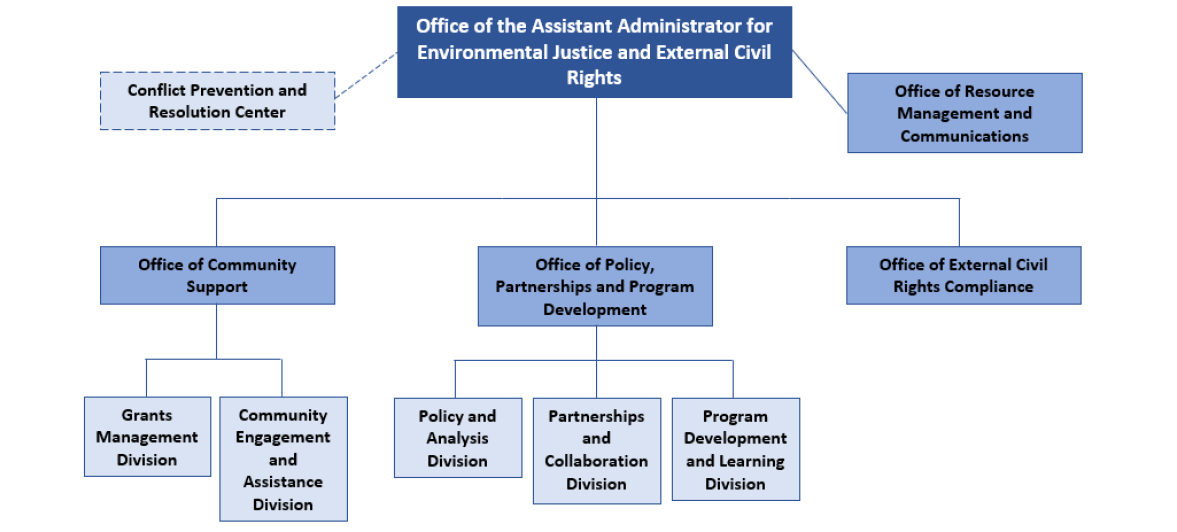 Office of the Assistant Administrator for
Environmental Justice and External Civil
Rights
Conflict Prevention and
Resolution Center
Office of Resource
Management and
Communications
Office of Community
Support
Office of Policy,
Partnerships and Program
Development
Office of External Civil
Rights Compliance
Grants
Management
Division
Community
Engagement
and
Assistance
Division
Policy and
Analysis
Division
Partnerships
and
Collaboration
Division
Program
Development
and Learning
Division